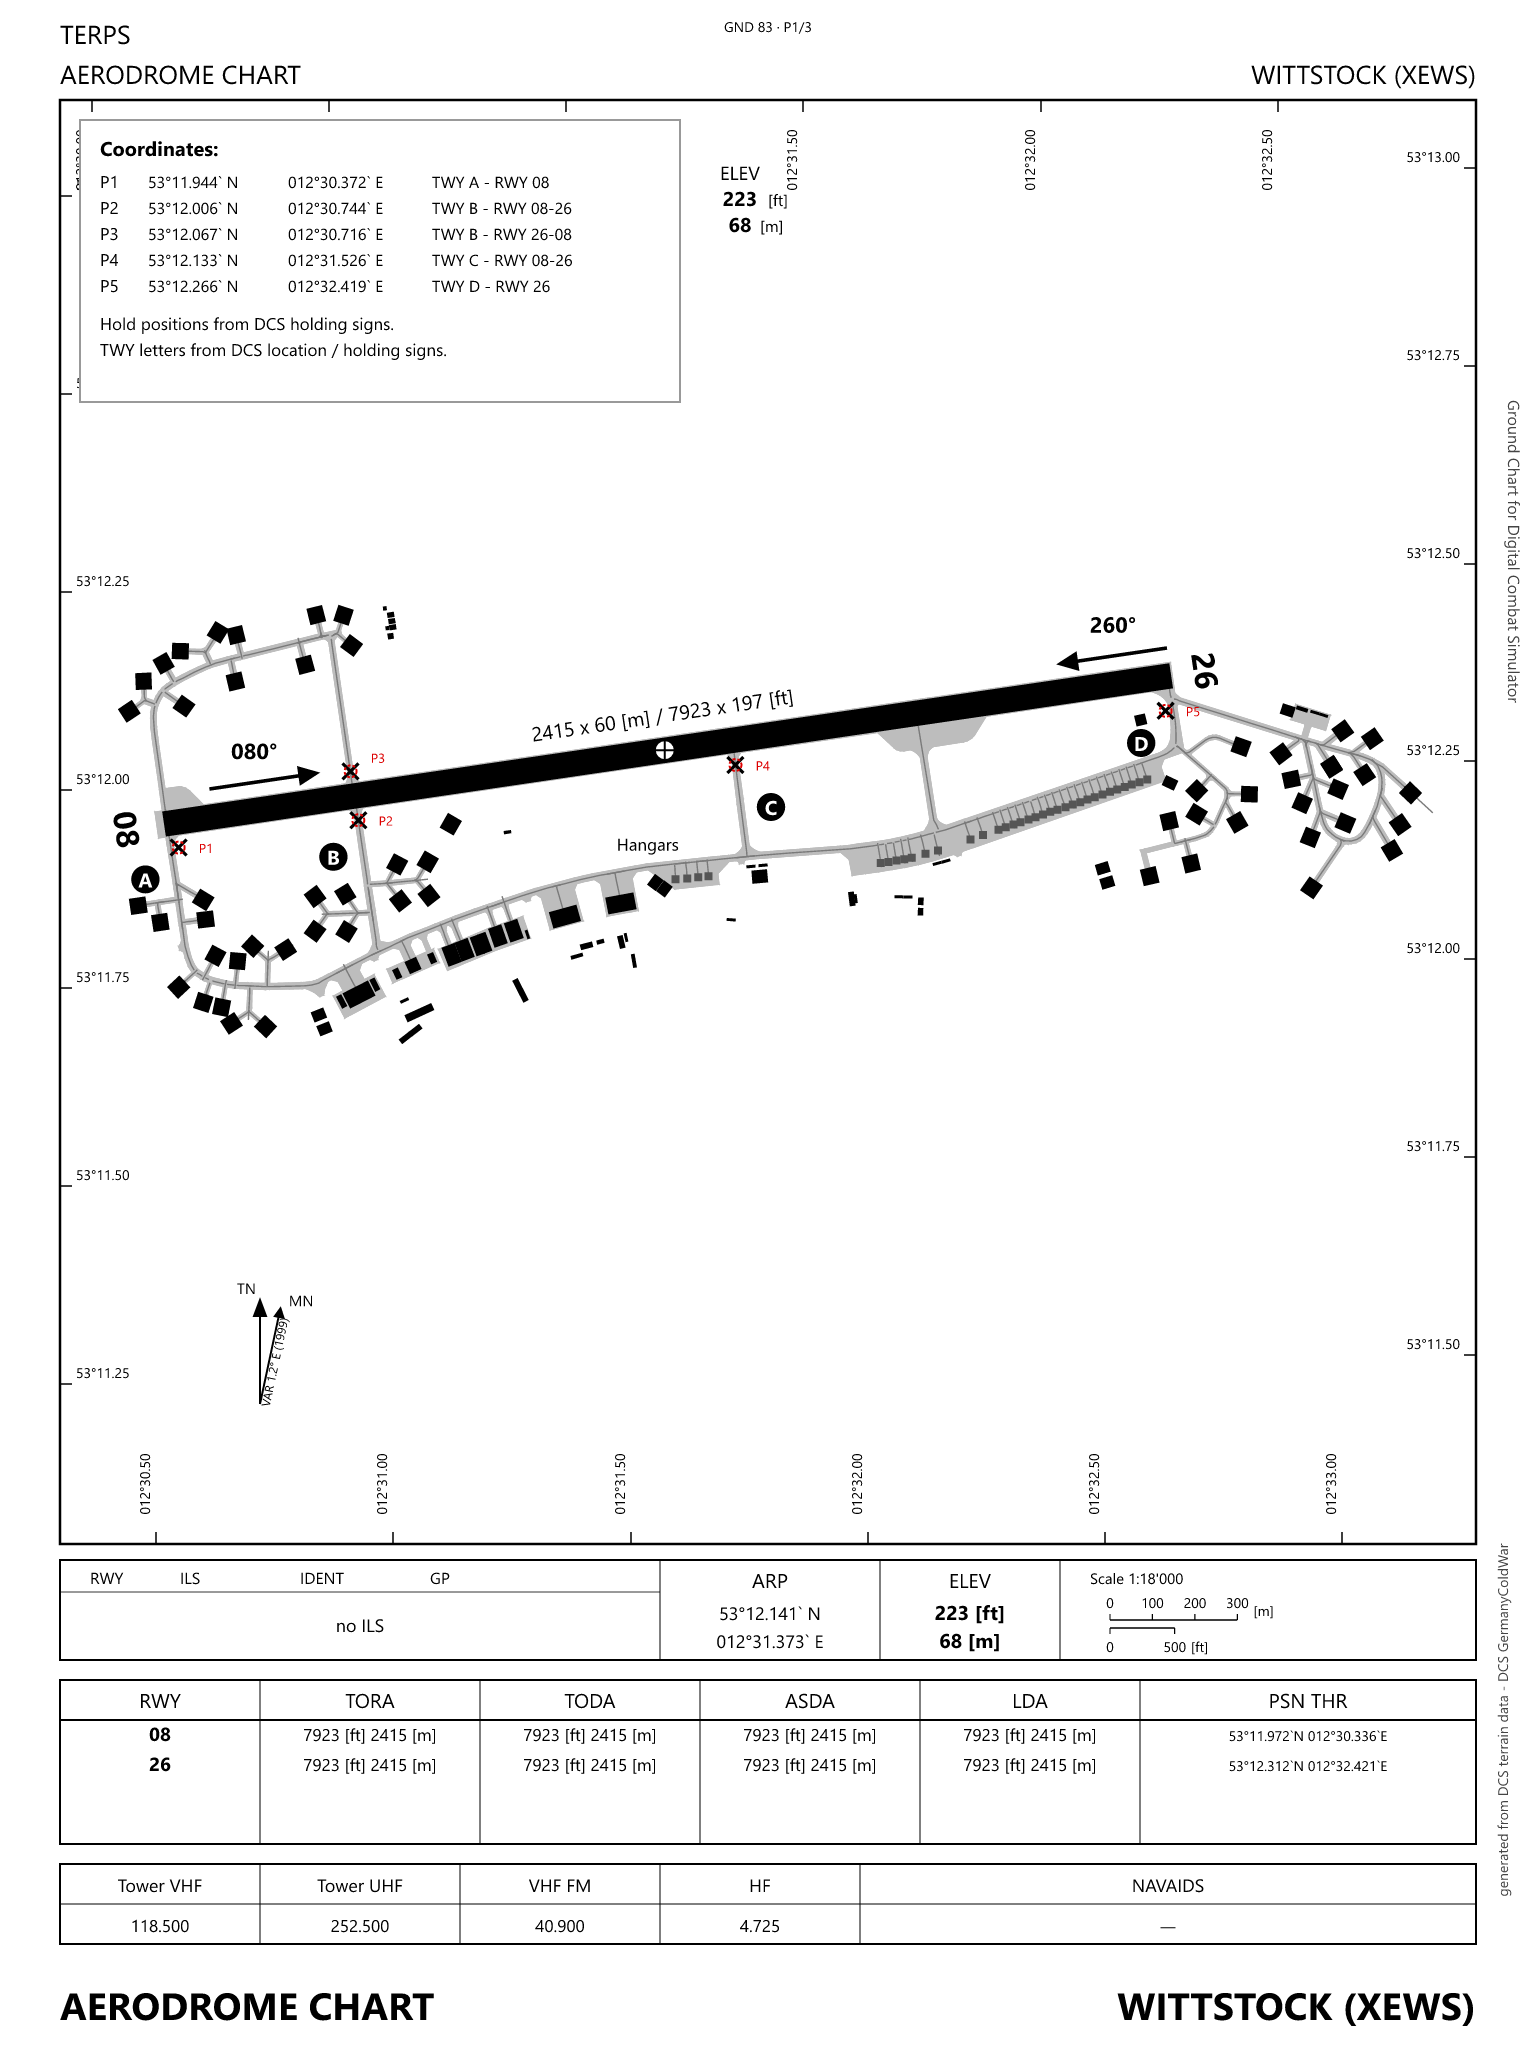 GND 83 · P1/3
TERPS
AERODROME CHART
WITTSTOCK (XEWS)
Coordinates:
P1 53°11.944` N 012°30.372` E TWY A - RWY 08
P2 53°12.006` N 012°30.744` E TWY B - RWY 08-26
P3 53°12.067` N 012°30.716` E TWY B - RWY 26-08
P4 53°12.133` N 012°31.526` E TWY C - RWY 08-26
P5 53°12.266` N 012°32.419` E TWY D - RWY 26
Hold positions from DCS holding signs.
TWY letters from DCS location / holding signs.
ELEV
223 [ft]
68 [m]
012°31.50
012°32.00
012°32.50
53°13.00
53°12.75
53°12.50
53°12.25
53°12.00
53°11.75
53°11.50
53°12.25
53°12.00
53°11.75
53°11.50
53°11.25
260°
26
2415 x 60 [m] / 7923 x 197 [ft]
080°
08
P3
P2
P1
P4
P5
A
B
C
D
Hangars
TN
MN
VAR 1.2° E (1999)
012°30.50
012°31.00
012°31.50
012°32.00
012°32.50
012°33.00
RWY ILS IDENT GP
no ILS
ARP
53°12.141` N
012°31.373` E
ELEV
223 [ft]
68 [m]
Scale 1:18'000
0 100 200 300 [m]
0 500 [ft]
RWY TORA TODA ASDA LDA PSN THR
08 7923 [ft] 2415 [m] 7923 [ft] 2415 [m] 7923 [ft] 2415 [m] 7923 [ft] 2415 [m] 53°11.972`N 012°30.336`E
26 7923 [ft] 2415 [m] 7923 [ft] 2415 [m] 7923 [ft] 2415 [m] 7923 [ft] 2415 [m] 53°12.312`N 012°32.421`E
Tower VHF Tower UHF VHF FM HF NAVAIDS
118.500 252.500 40.900 4.725 —
AERODROME CHART
WITTSTOCK (XEWS)
Ground Chart for Digital Combat Simulator
generated from DCS terrain data - DCS GermanyColdWar